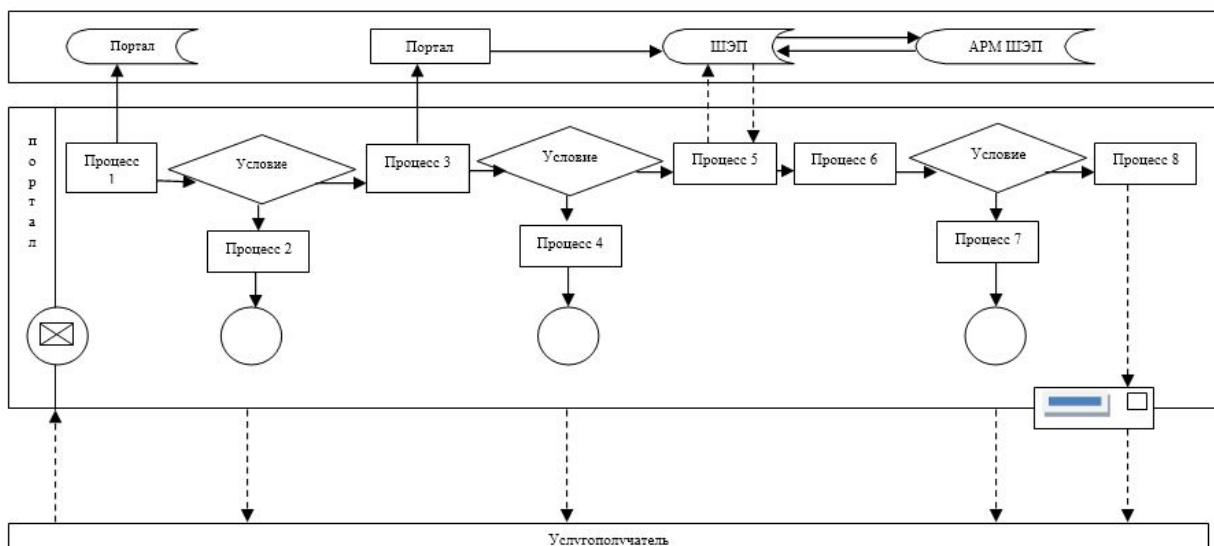 Портал
Портал
ШЭП
АРМ ШЭП
портал
Процесс
1
Условие
Процесс 3
Условие
Процесс 5
Процесс 6
Условие
Процесс 8
Процесс 2
Процесс 4
Процесс 7
Услугополучатель